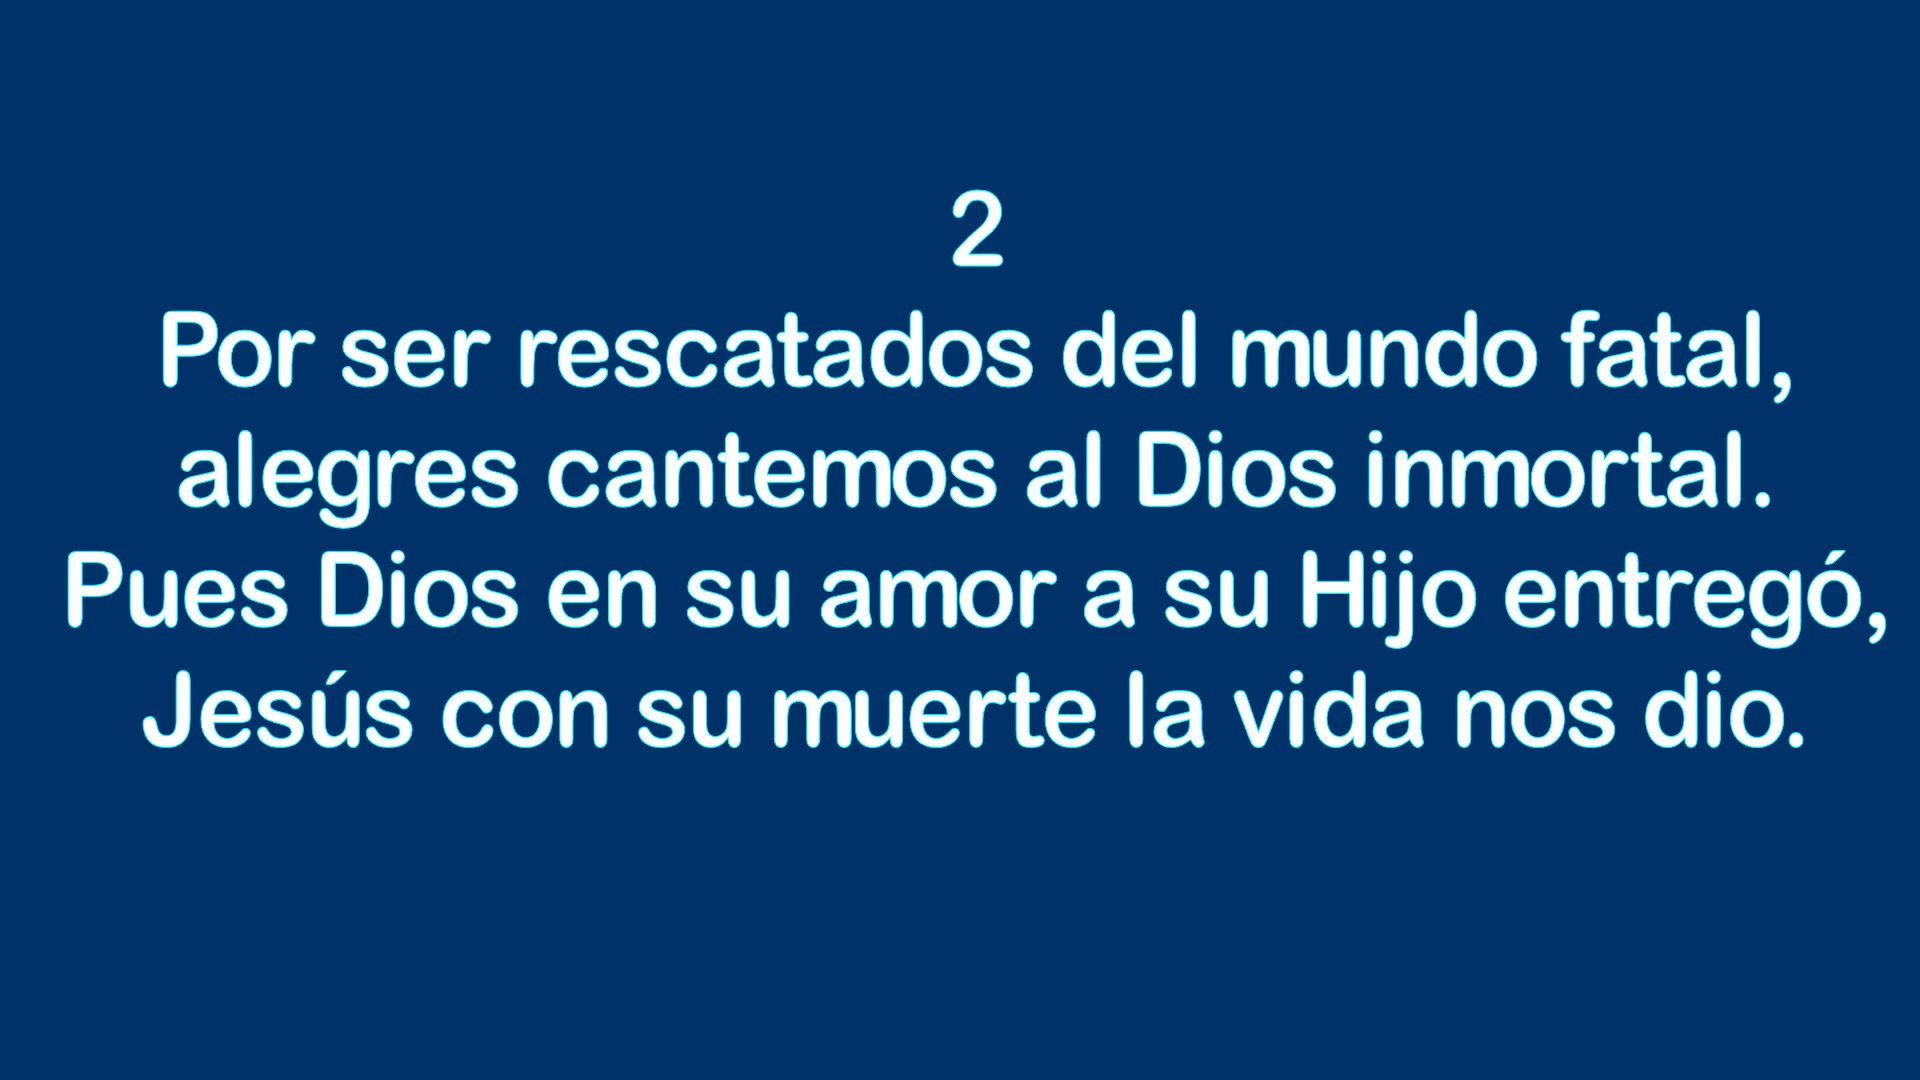 2
Por ser rescatados del mundo fatal,
alegres cantemos al Dios inmortal.
Pues Dios en su amor a su Hijo entregó,
Jesús con su muerte la vida nos dio.